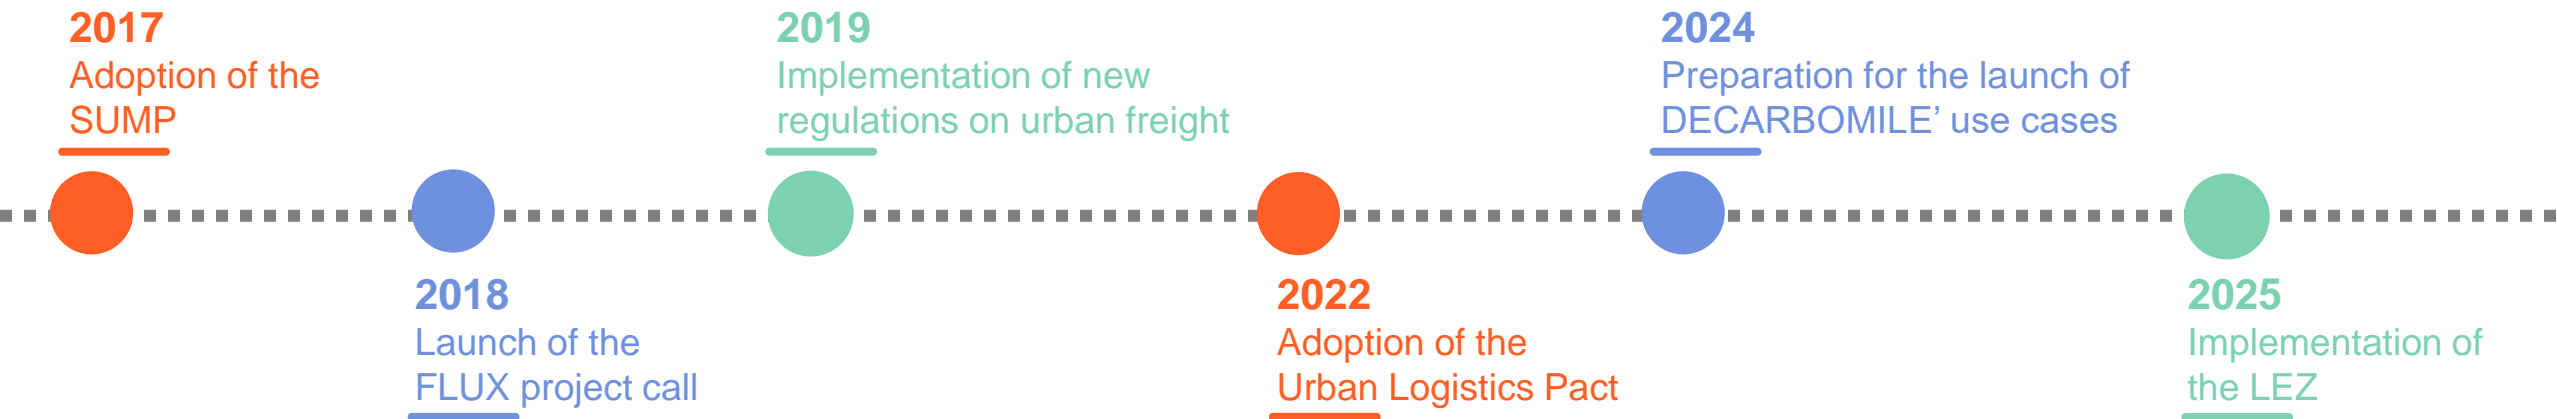 2017
Adoption of the
SUMP
2018
Launch of the
FLUX project call
2019
Implementation of new
regulations on urban freight
2022
Adoption of the
Urban Logistics Pact
2024
Preparation for the launch of
DECARBOMILE’ use cases
2025
Implementation of
the LEZ